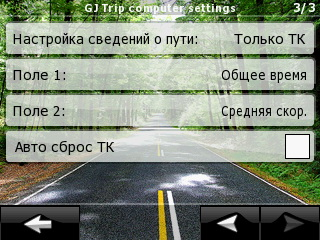 GJ Trip computer settings 3/3
Настройка сведений о пути: Только ТК
Поле 1: Общее время
Поле 2: Средняя скор.
Авто сброс ТК